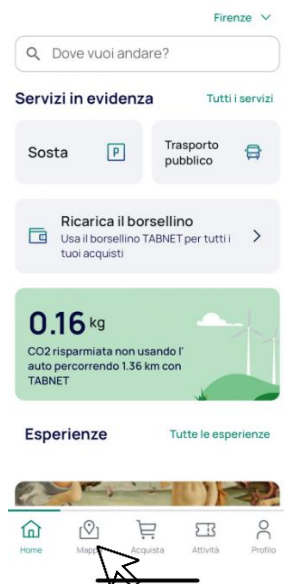 Firenze
Dove vuoi andare?
Servizi in evidenza
Tutti i servizi
Sosta
P
Trasporto
pubblico
Ricarica il borsellino
Usa il borsellino TABNET per tutti i
tuoi acquisti
0.16 kg
CO2 risparmiata non usando l'
auto percorrendo 1.36 km con
TABNET
Esperienze
Tutte le esperienze
Home
Mapp
Acquista
Attività
Profilo